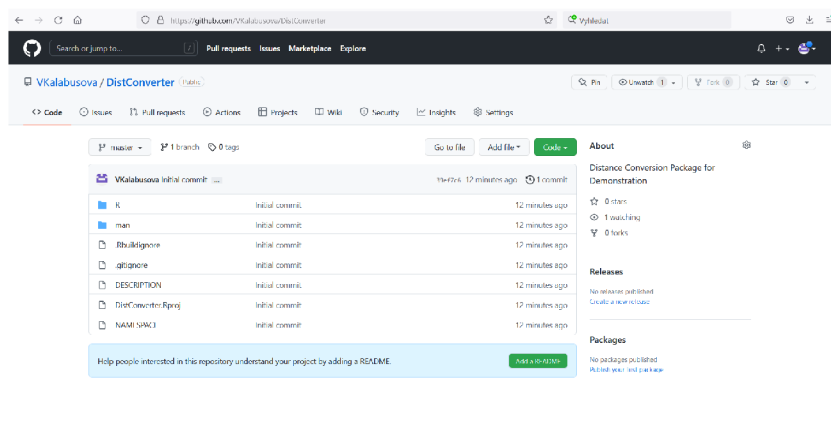 https://github.com/VKalabusova/DistConverter
Vyhledat
Search or jump to... /
Pull requests Issues Marketplace Explore
VKalabusova / DistConverter Public
Pin Unwatch 1 Fork 0 Star 0
Code Issues Pull requests Actions Projects Wiki Security Insights Settings
master 1 branch 0 tags Go to file Add file Code
About
Distance Conversion Package for
Demonstration
VKalabusova Initial commit ... 12 minutes ago 1 commit
R Initial commit 12 minutes ago
man Initial commit 12 minutes ago
.Rbuildignore Initial commit 12 minutes ago
.gitignore Initial commit 12 minutes ago
DESCRIPTION Initial commit 12 minutes ago
DistConverter.Rproj Initial commit 12 minutes ago
NAMESPACE Initial commit 12 minutes ago
0 stars
1 watching
0 forks
Releases
No releases published
Create a new release
Packages
No packages published
Publish your first package
Help people interested in this repository understand your project by adding a README. Add a README